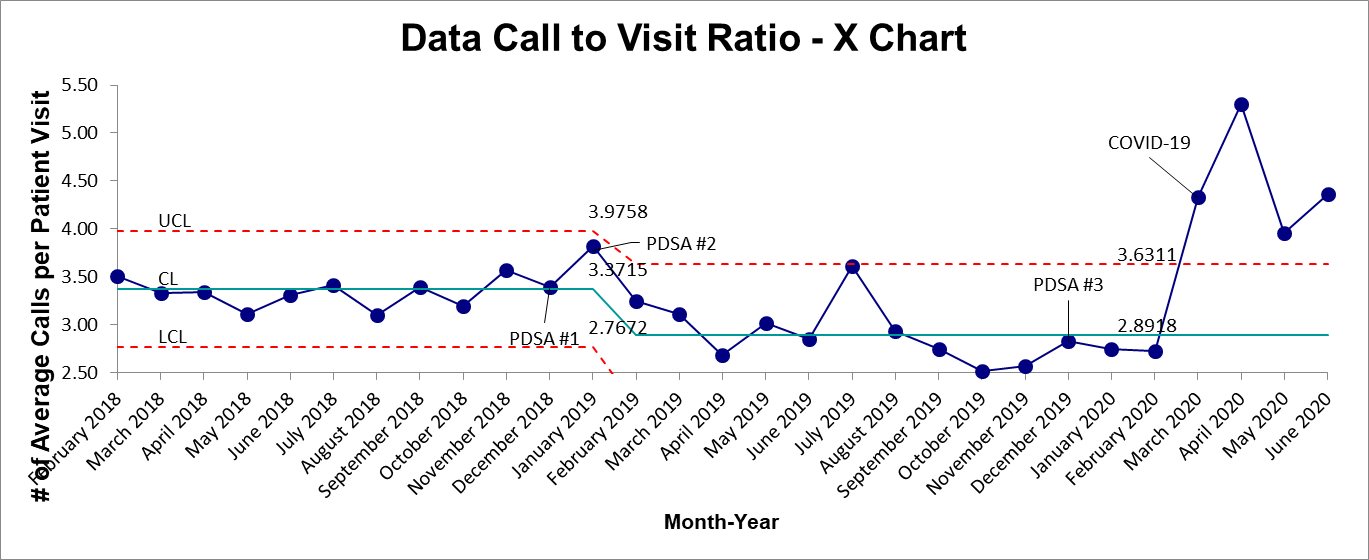 Data Call to Visit Ratio - X Chart
# of Average Calls per Patient Visit
5.50
5.00
4.50
4.00
3.50
3.00
2.50
UCL
CL
LCL
3.9758
3.3715
2.7672
PDSA #1
PDSA #2
PDSA #3
COVID-19
3.6311
2.8918
February 2018
March 2018
April 2018
May 2018
June 2018
July 2018
August 2018
September 2018
October 2018
November 2018
December 2018
January 2019
February 2019
March 2019
April 2019
May 2019
June 2019
July 2019
August 2019
September 2019
October 2019
November 2019
December 2019
January 2020
February 2020
March 2020
April 2020
May 2020
June 2020
Month-Year